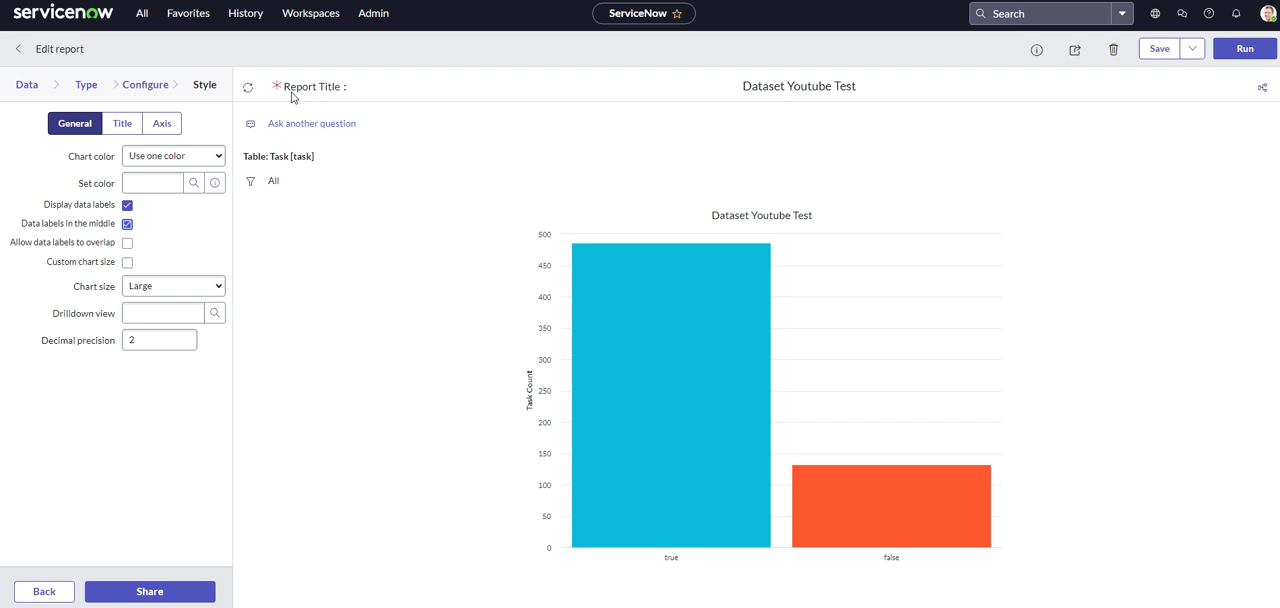 servicenow All Favorites History Workspaces Admin ServiceNow Search
Edit report Save Run
Data Type Configure Style
*Report Title : Dataset Youtube Test
General Title Axis
Ask another question
Chart color Use one color
Table: Task [task]
Set color
All
Display data labels
Data labels in the middle
Allow data labels to overlap
Custom chart size
Chart size Large
Drilldown view
Decimal precision 2
Dataset Youtube Test
500
450
400
350
300
250
200
150
100
50
0
Task Count
true false
Back Share